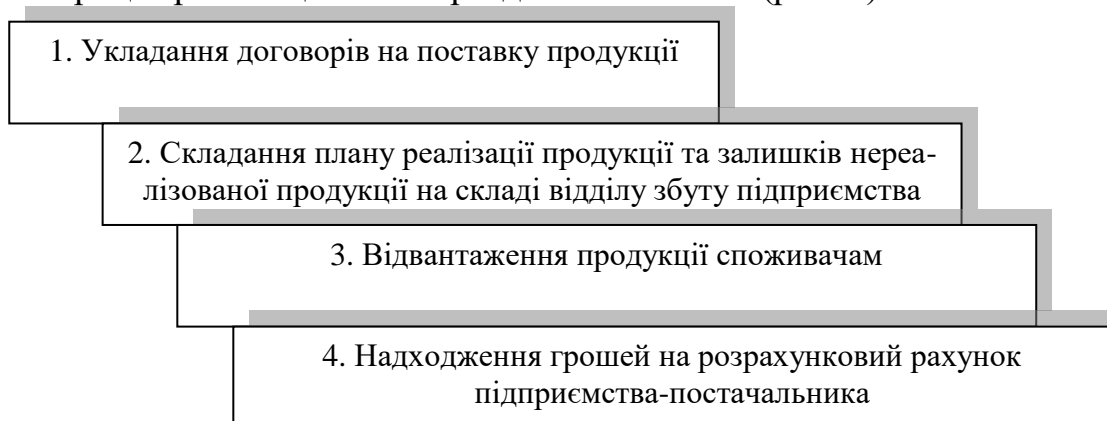 1. Укладання договорів на поставку продукції
2. Складання плану реалізації продукції та залишків нереа-
лізованої продукції на складі відділу збуту підприємства
3. Відвантаження продукції споживачам
4. Надходження грошей на розрахунковий рахунок
підприємства-постачальника